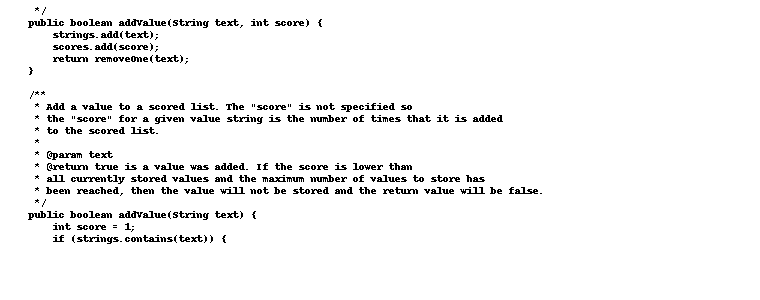 */
public boolean addValue(String text, int score) {
    strings.add(text);
    scores.add(score);
    return removeOne(text);
}

/**
 * Add a value to a scored list. The "score" is not specified so
 * the "score" for a given value string is the number of times that it is added
 * to the scored list.
 *
 * @param text
 * @return true is a value was added. If the score is lower than
 * all currently stored values and the maximum number of values to store has
 * been reached, then the value will not be stored and the return value will be false.
 */
public boolean addValue(String text) {
    int score = 1;
    if (strings.contains(text)) {